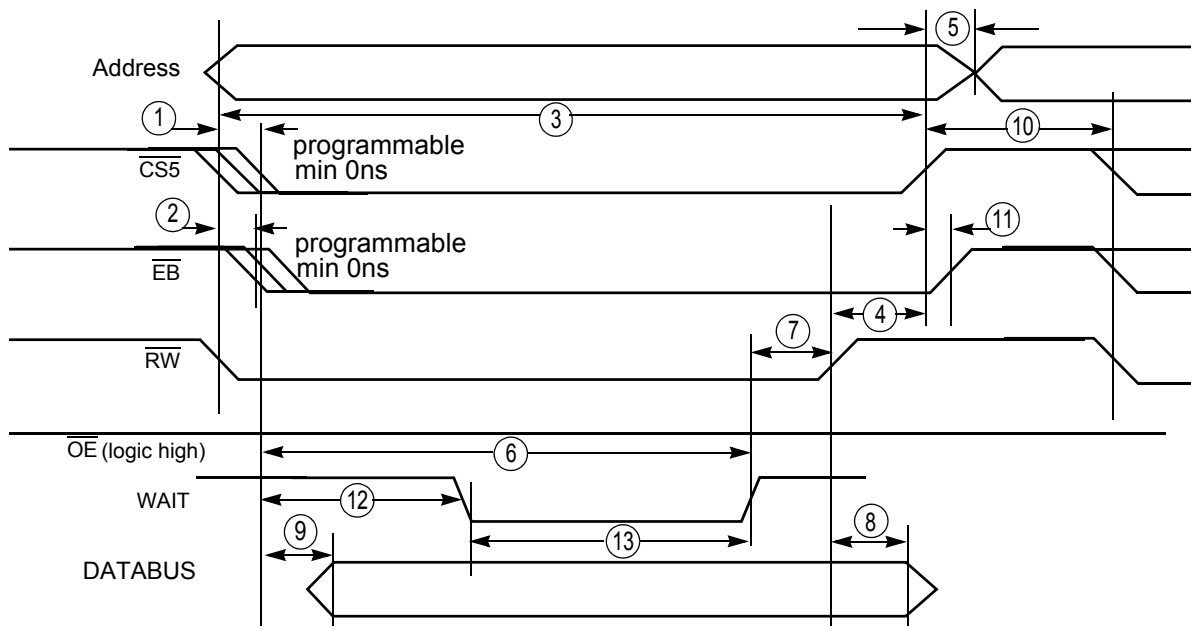 5
Address
1
3
10
programmable
min 0ns
CS5
2
11
programmable
min 0ns
EB
4
7
RW
OE (logic high)
6
WAIT
12
13
8
9
DATABUS